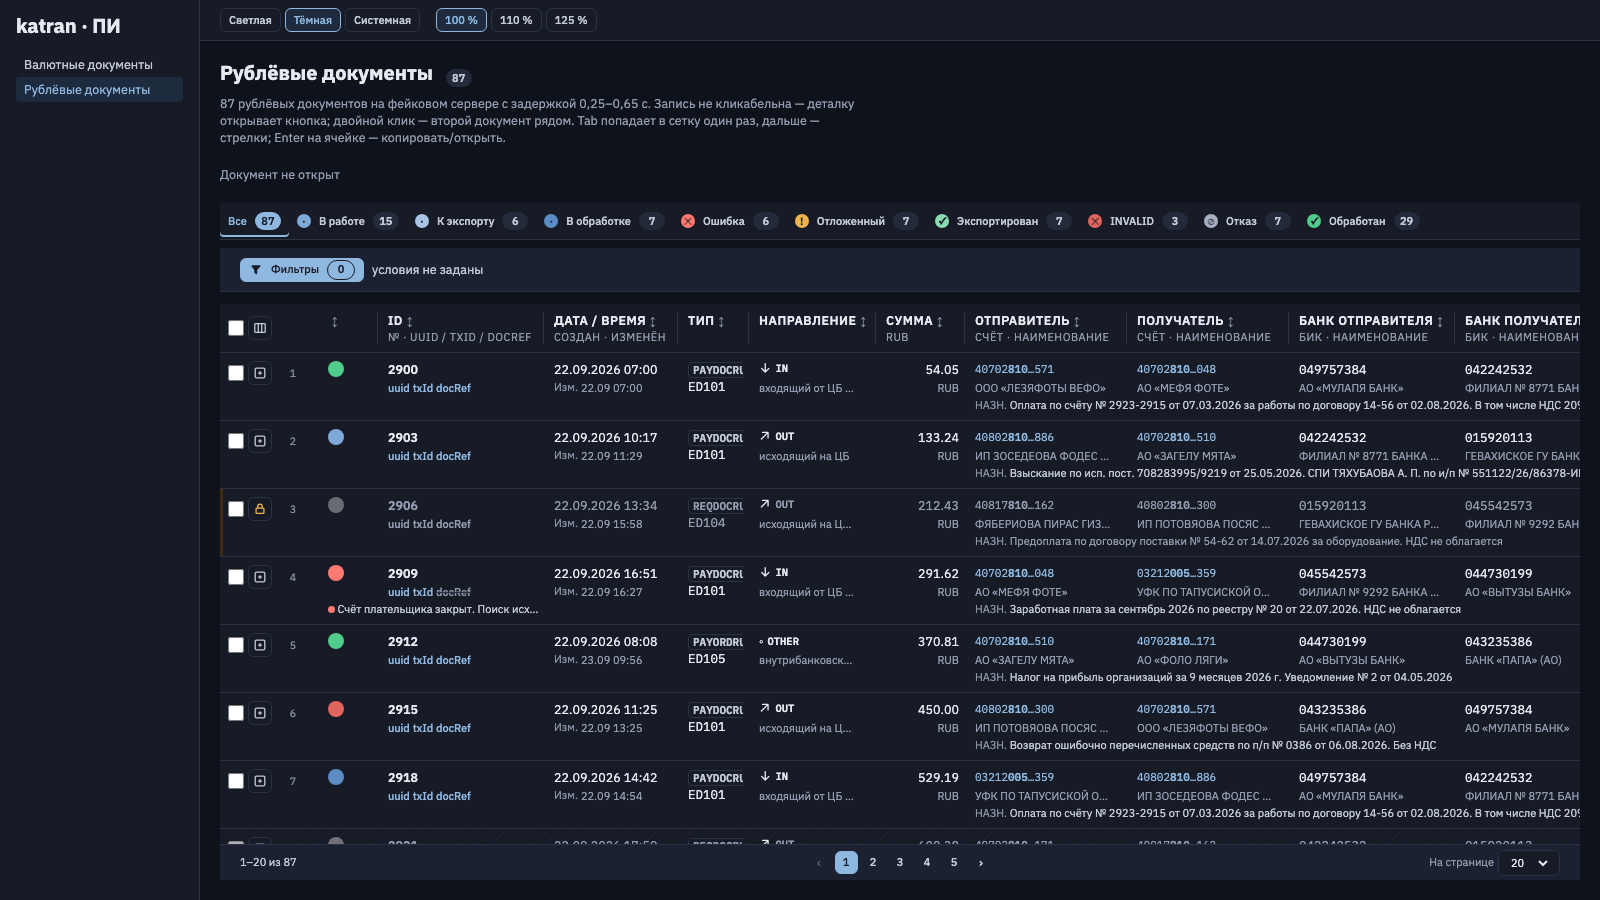 katran · ПИ
Валютные документы
Рублёвые документы
Светлая Тёмная Системная 100 % 110 % 125 %
Рублёвые документы 87
87 рублёвых документов на фейковом сервере с задержкой 0,25–0,65 с. Запись не кликабельна — деталку
открывает кнопка; двойной клик — второй документ рядом. Tab попадает в сетку один раз, дальше —
стрелки; Enter на ячейке — копировать/открыть.
Документ не открыт
Все 87 В работе 15 К экспорту 6 В обработке 7 Ошибка 6 Отложенный 7 Экспортирован 7 INVALID 3 Отказ 7 Обработан 29
Фильтры 0 условия не заданы
ID ДАТА / ВРЕМЯ ТИП НАПРАВЛЕНИЕ СУММА ОТПРАВИТЕЛЬ ПОЛУЧАТЕЛЬ БАНК ОТПРАВИТЕЛЯ БАНК ПОЛУЧАТЕЛ
№ · UUID / TXID / DOCREF СОЗДАН · ИЗМЕНЁН RUB СЧЁТ · НАИМЕНОВАНИЕ СЧЁТ · НАИМЕНОВАНИЕ БИК · НАИМЕНОВАНИЕ БИК · НАИМЕНОВАН
1 2900 22.09.2026 07:00 PAYDOCRU ↓ IN 54.05 40702810…571 40702810…048 049757384 042242532
uuid txId docRef Изм. 22.09 07:00 ED101 входящий от ЦБ … RUB ООО «ЛЕЗЯФОТЫ ВЕФО» АО «МЕФЯ ФОТЕ» АО «МУЛАПЯ БАНК» ФИЛИАЛ № 8771 БАН
НАЗН. Оплата по счёту № 2923-2915 от 07.03.2026 за работы по договору 14-56 от 02.08.2026. В том числе НДС 20%
2 2903 22.09.2026 10:17 PAYDOCRU ↗ OUT 133.24 40802810…886 40702810…510 042242532 015920113
uuid txId docRef Изм. 22.09 11:29 ED101 исходящий на ЦБ RUB ИП ЗОСЕДЕОВА ФОДЕС … АО «ЗАГЕЛУ МЯТА» ФИЛИАЛ № 8771 БАНКА … ГЕВАХИСКОЕ ГУ БАНК
НАЗН. Взыскание по исп. пост. 708283995/9219 от 25.05.2026. СПИ ТЯХУБАОВА А. П. по и/п № 551122/26/86378-И
3 2906 22.09.2026 13:34 REQDOCRU ↗ OUT 212.43 40817810…162 40802810…300 015920113 045542573
uuid txId docRef Изм. 22.09 15:58 ED104 исходящий на Ц… RUB ФЯБЕРИОВА ПИРАС ГИЗ… ИП ПОТОВЯОВА ПОСЯС … ГЕВАХИСКОЕ ГУ БАНКА Р… ФИЛИАЛ № 9292 БАН
НАЗН. Предоплата по договору поставки № 54-62 от 14.07.2026 за оборудование. НДС не облагается
4 2909 22.09.2026 16:51 PAYDOCRU ↓ IN 291.62 40702810…048 03212005…359 045542573 044730199
uuid txId docRef Изм. 22.09 16:27 ED101 входящий от ЦБ … RUB АО «МЕФЯ ФОТЕ» УФК ПО ТАПУСИСКОЙ О… ФИЛИАЛ № 9292 БАНКА … АО «ВЫТУЗЫ БАНК»
Счёт плательщика закрыт. Поиск исх… НАЗН. Заработная плата за сентябрь 2026 по реестру № 20 от 22.07.2026. НДС не облагается
5 2912 22.09.2026 08:08 PAYORDRU ◦ OTHER 370.81 40702810…510 40702810…171 044730199 043235386
uuid txId docRef Изм. 23.09 09:56 ED105 внутрибанковск… RUB АО «ЗАГЕЛУ МЯТА» АО «ФОЛО ЛЯГИ» АО «ВЫТУЗЫ БАНК» БАНК «ПАПА» (АО)
НАЗН. Налог на прибыль организаций за 9 месяцев 2026 г. Уведомление № 2 от 04.05.2026
6 2915 22.09.2026 11:25 PAYDOCRU ↗ OUT 450.00 40802810…300 40702810…571 043235386 049757384
uuid txId docRef Изм. 22.09 13:25 ED101 исходящий на Ц… RUB ИП ПОТОВЯОВА ПОСЯС … ООО «ЛЕЗЯФОТЫ ВЕФО» БАНК «ПАПА» (АО) АО «МУЛАПЯ БАНК»
НАЗН. Возврат ошибочно перечисленных средств по п/п № 0386 от 06.08.2026. Без НДС
7 2918 22.09.2026 14:42 PAYDOCRU ↓ IN 529.19 03212005…359 40802810…886 049757384 042242532
uuid txId docRef Изм. 22.09 14:54 ED101 входящий от ЦБ … RUB УФК ПО ТАПУСИСКОЙ О… ИП ЗОСЕДЕОВА ФОДЕС … АО «МУЛАПЯ БАНК» ФИЛИАЛ № 8771 БАН
НАЗН. Оплата по счёту № 2923-2915 от 07.03.2026 за работы по договору 14-56 от 02.08.2026. В том числе НДС 20%
1–20 из 87 ‹ 1 2 3 4 5 › На странице 20